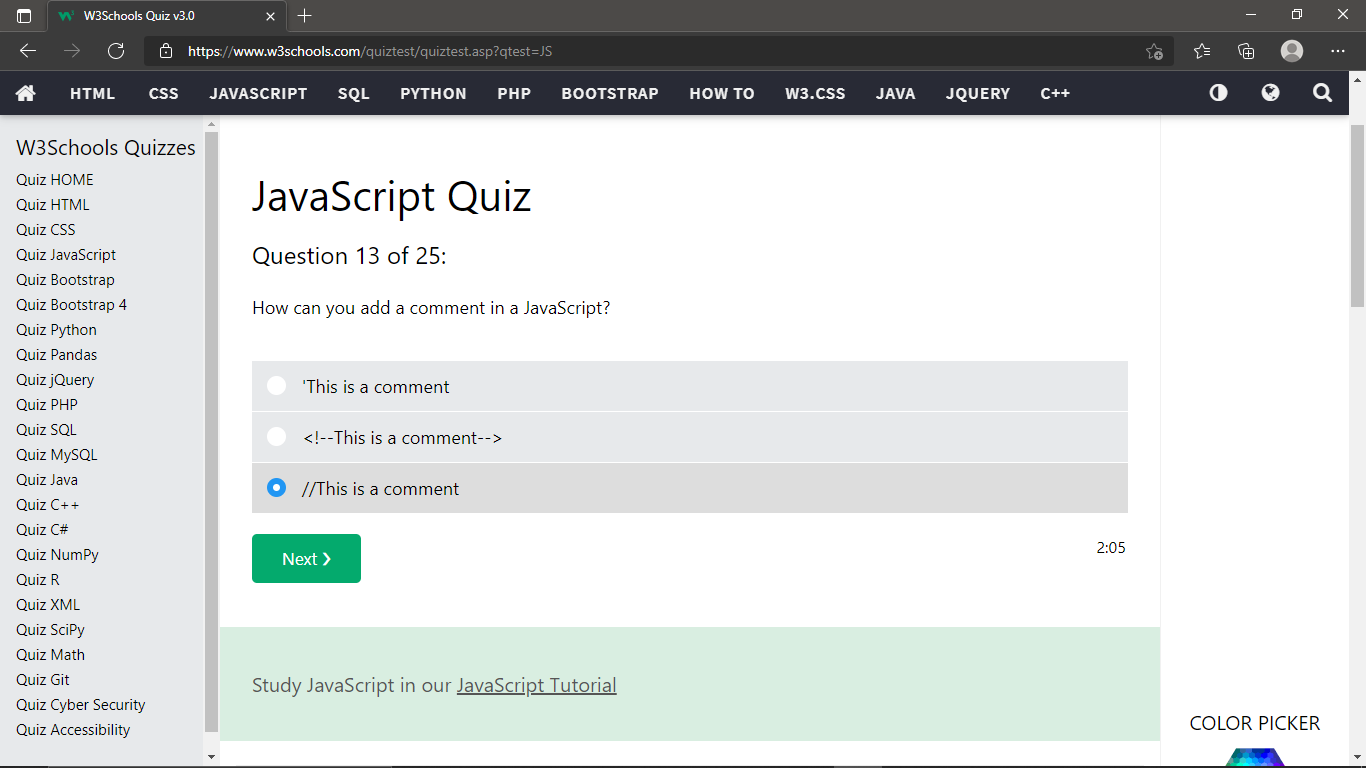 W3Schools Quiz v3.0
https://www.w3schools.com/quiztest/quiztest.asp?qtest=JS
HTML CSS JAVASCRIPT SQL PYTHON PHP BOOTSTRAP HOW TO W3.CSS JAVA JQUERY C++
W3Schools Quizzes
Quiz HOME
Quiz HTML
Quiz CSS
Quiz JavaScript
Quiz Bootstrap
Quiz Bootstrap 4
Quiz Python
Quiz Pandas
Quiz jQuery
Quiz PHP
Quiz SQL
Quiz MySQL
Quiz Java
Quiz C++
Quiz C#
Quiz NumPy
Quiz R
Quiz XML
Quiz SciPy
Quiz Math
Quiz Git
Quiz Cyber Security
Quiz Accessibility
JavaScript Quiz
Question 13 of 25:
How can you add a comment in a JavaScript?
'This is a comment
<!--This is a comment-->
//This is a comment
Next ❯
2:05
Study JavaScript in our JavaScript Tutorial
COLOR PICKER